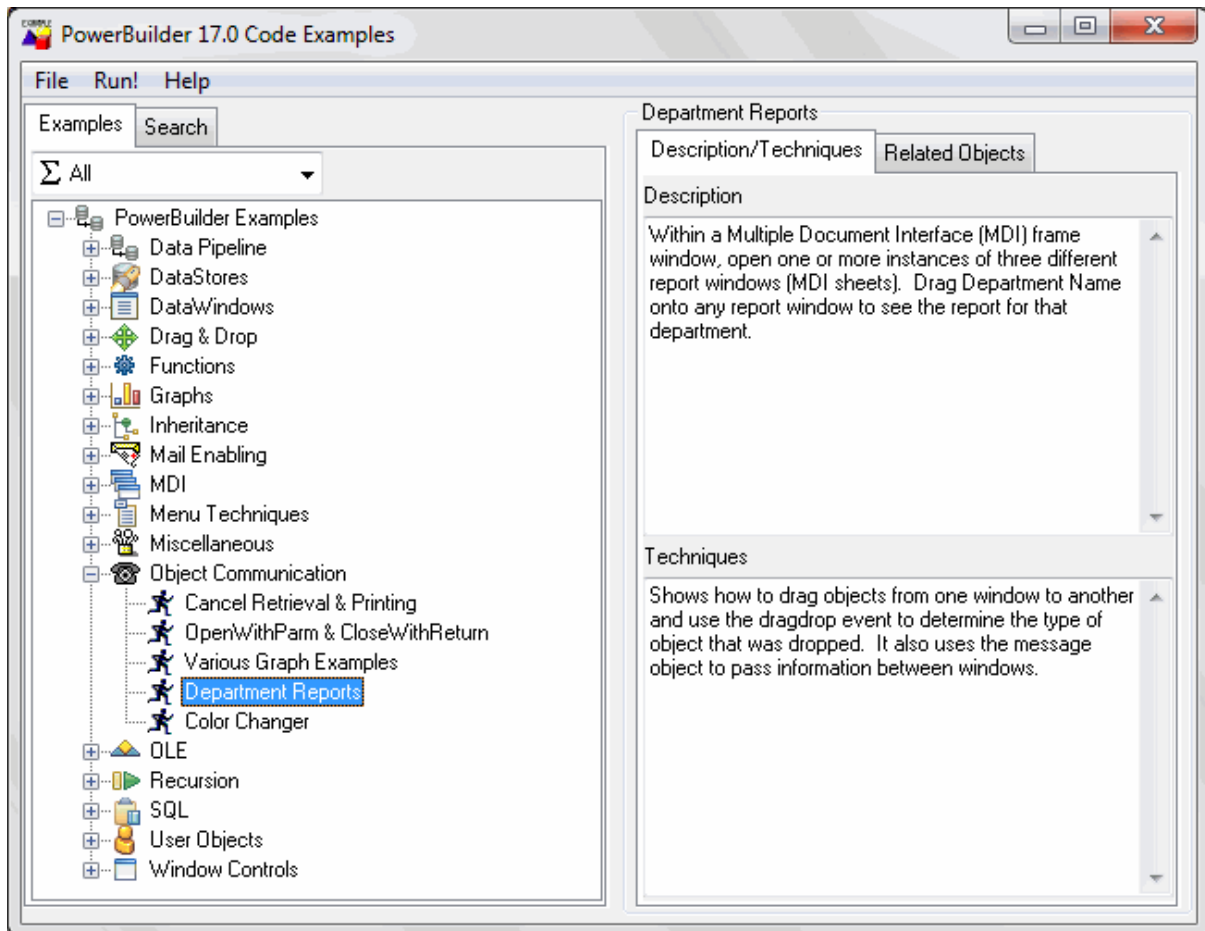 PowerBuilder 17.0 Code Examples
File Run! Help
Examples Search
Σ All
PowerBuilder Examples
Data Pipeline
DataStores
DataWindows
Drag & Drop
Functions
Graphs
Inheritance
Mail Enabling
MDI
Menu Techniques
Miscellaneous
Object Communication
Cancel Retrieval & Printing
OpenWithParm & CloseWithReturn
Various Graph Examples
Department Reports
Color Changer
OLE
Recursion
SQL
User Objects
Window Controls
Department Reports
Description/Techniques Related Objects
Description
Within a Multiple Document Interface (MDI) frame
window, open one or more instances of three different
report windows (MDI sheets). Drag Department Name
onto any report window to see the report for that
department.
Techniques
Shows how to drag objects from one window to another
and use the dragdrop event to determine the type of
object that was dropped. It also uses the message
object to pass information between windows.